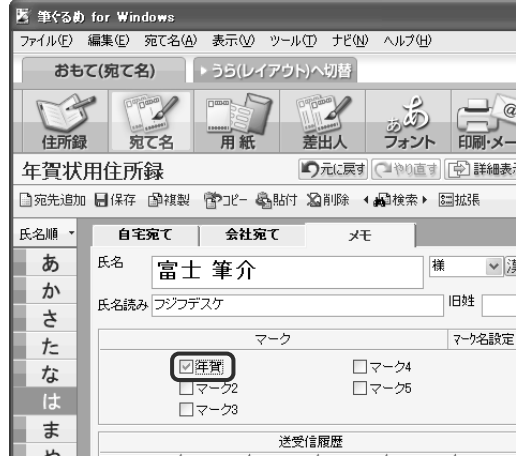 筆ぐるめ for Windows
ファイル(F) 編集(E) 宛て名(A) 表示(V) ツール(T) ナビ(N) ヘルプ(H)
おもて(宛て名) うら(レイアウト)へ切替
住所録 宛て名 用紙 差出人 フォント 印刷・メー
年賀状用住所録 元に戻す やり直す 詳細表示
宛先追加 保存 複製 コピー 貼付 削除 検索 拡張
氏名順 自宅宛て 会社宛て メモ
あ
か
さ
た
な
は
ま
や
氏名 富士 筆介 様 漢
氏名読み フジフデスケ 旧姓
マーク マーク名設定
年賀 マーク4
マーク2 マーク5
マーク3
送受信履歴